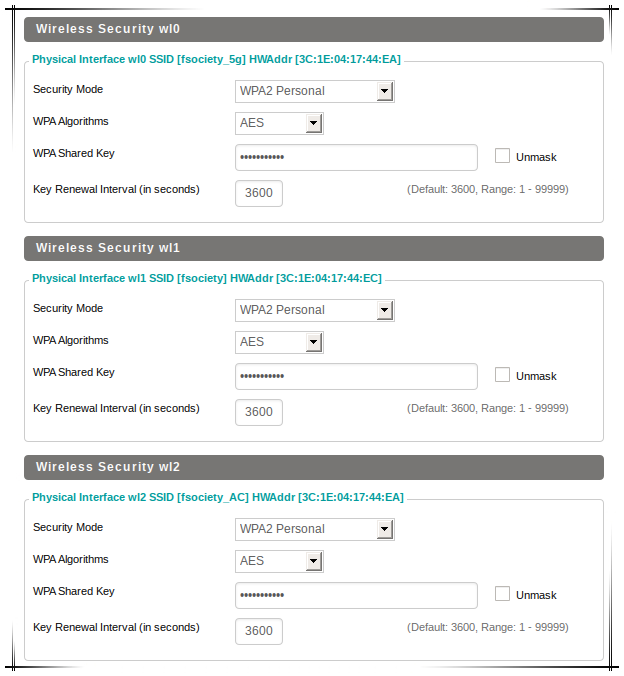 Wireless Security wl0
Physical Interface wl0 SSID [fsociety_5g] HWAddr [3C:1E:04:17:44:EA]
Security Mode WPA2 Personal
WPA Algorithms AES
WPA Shared Key ••••••••••• Unmask
Key Renewal Interval (in seconds) 3600 (Default: 3600, Range: 1 - 99999)
Wireless Security wl1
Physical Interface wl1 SSID [fsociety] HWAddr [3C:1E:04:17:44:EC]
Security Mode WPA2 Personal
WPA Algorithms AES
WPA Shared Key ••••••••••• Unmask
Key Renewal Interval (in seconds) 3600 (Default: 3600, Range: 1 - 99999)
Wireless Security wl2
Physical Interface wl2 SSID [fsociety_AC] HWAddr [3C:1E:04:17:44:EA]
Security Mode WPA2 Personal
WPA Algorithms AES
WPA Shared Key ••••••••••• Unmask
Key Renewal Interval (in seconds) 3600 (Default: 3600, Range: 1 - 99999)